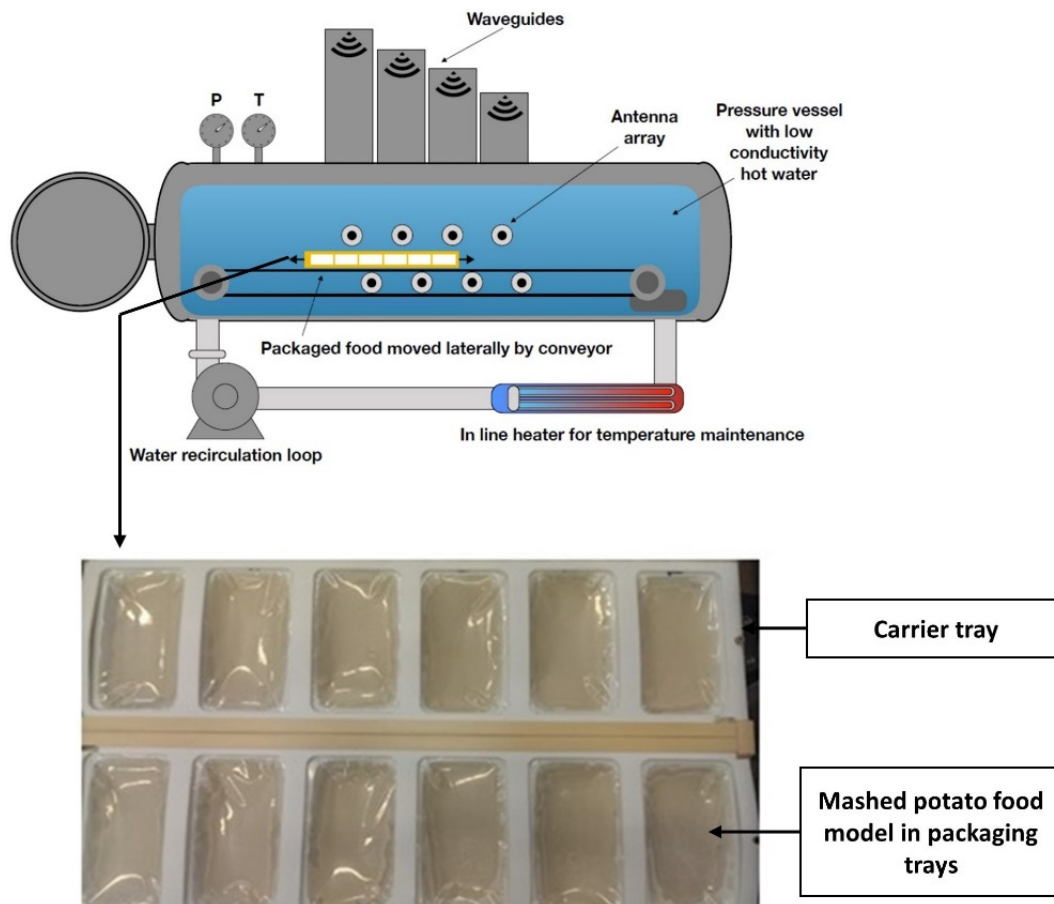 Waveguides
P
T
Antenna
array
Pressure vessel
with low
conductivity
hot water
Packaged food moved laterally by conveyor
In line heater for temperature maintenance
Water recirculation loop
Carrier tray
Mashed potato food
model in packaging
trays